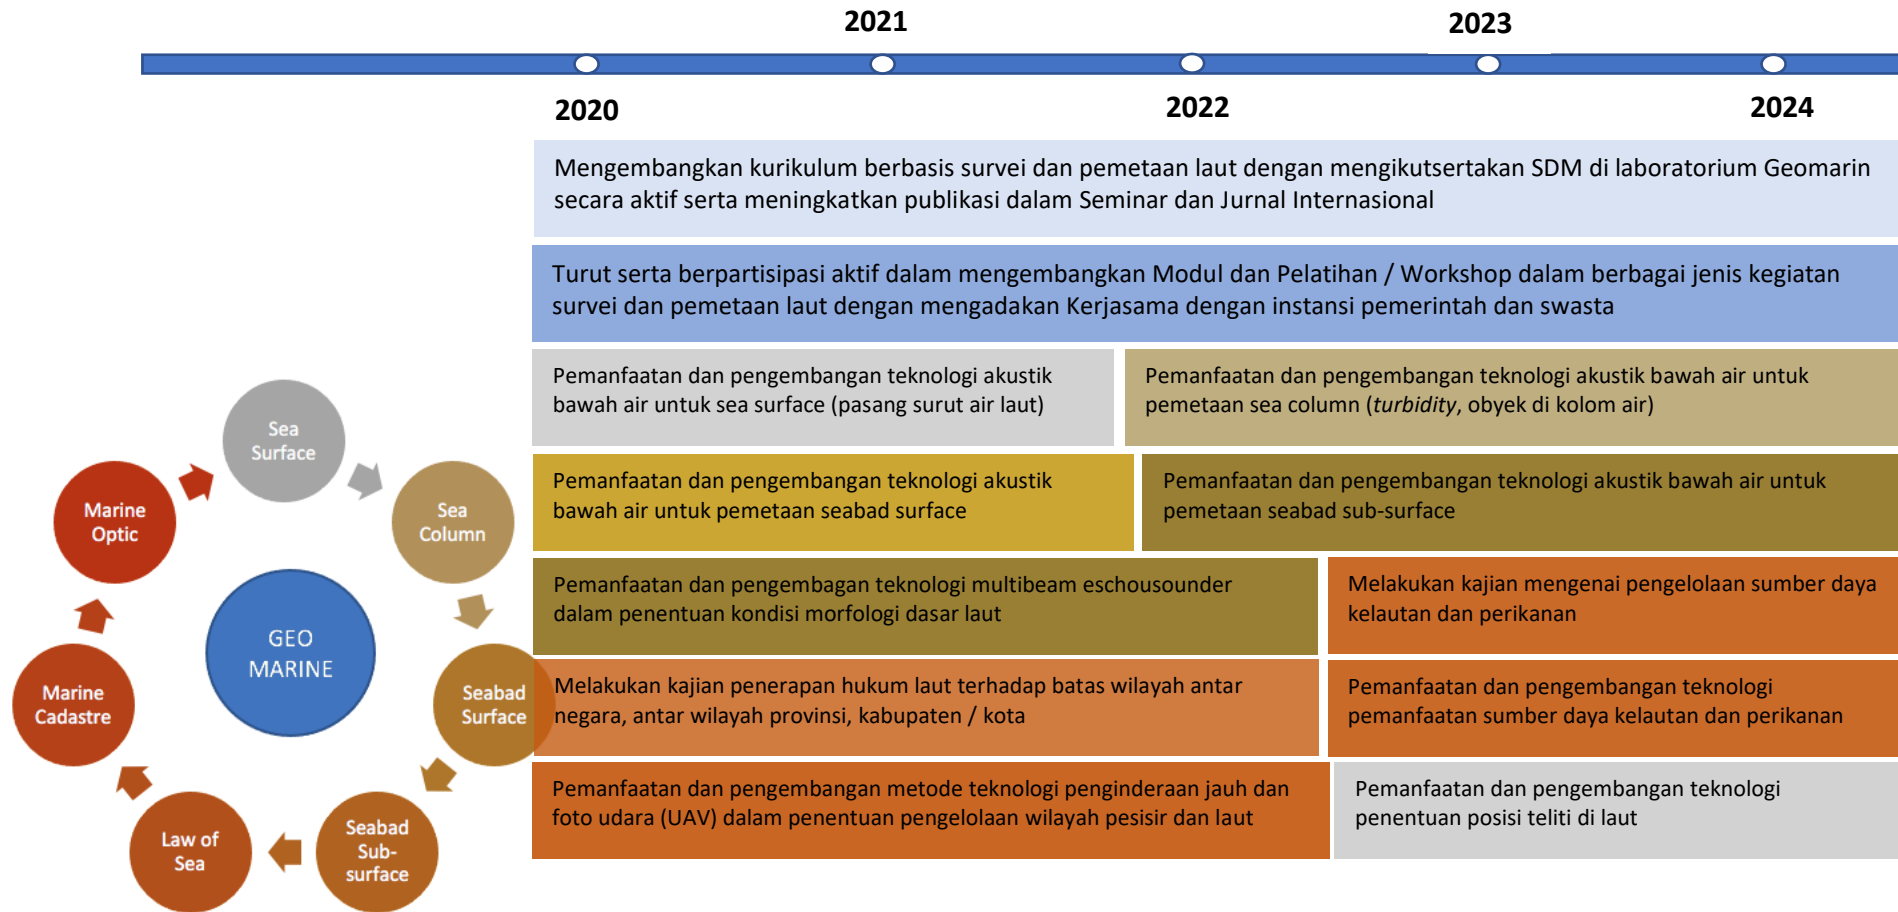 2021
2023
2020
2022
2024
Mengembangkan kurikulum berbasis survei dan pemetaan laut dengan mengikutsertakan SDM di laboratorium Geomarin
secara aktif serta meningkatkan publikasi dalam Seminar dan Jurnal Internasional
Turut serta berpartisipasi aktif dalam mengembangkan Modul dan Pelatihan / Workshop dalam berbagai jenis kegiatan
survei dan pemetaan laut dengan mengadakan Kerjasama dengan instansi pemerintah dan swasta
Pemanfaatan dan pengembangan teknologi akustik
bawah air untuk sea surface (pasang surut air laut)
Pemanfaatan dan pengembangan teknologi akustik bawah air untuk
pemetaan sea column (turbidity, obyek di kolom air)
Pemanfaatan dan pengembangan teknologi akustik
bawah air untuk pemetaan seabad surface
Pemanfaatan dan pengembangan teknologi akustik bawah air untuk
pemetaan seabad sub-surface
Pemanfaatan dan pengembagan teknologi multibeam eschousounder
dalam penentuan kondisi morfologi dasar laut
Melakukan kajian mengenai pengelolaan sumber daya
kelautan dan perikanan
Melakukan kajian penerapan hukum laut terhadap batas wilayah antar
negara, antar wilayah provinsi, kabupaten / kota
Pemanfaatan dan pengembangan teknologi
pemanfaatan sumber daya kelautan dan perikanan
Pemanfaatan dan pengembangan metode teknologi penginderaan jauh dan
foto udara (UAV) dalam penentuan pengelolaan wilayah pesisir dan laut
Pemanfaatan dan pengembangan teknologi
penentuan posisi teliti di laut
Sea
Surface
Sea
Column
Seabad
Surface
Seabad
Sub-
surface
Law of
Sea
Marine
Cadastre
Marine
Optic
GEO
MARINE